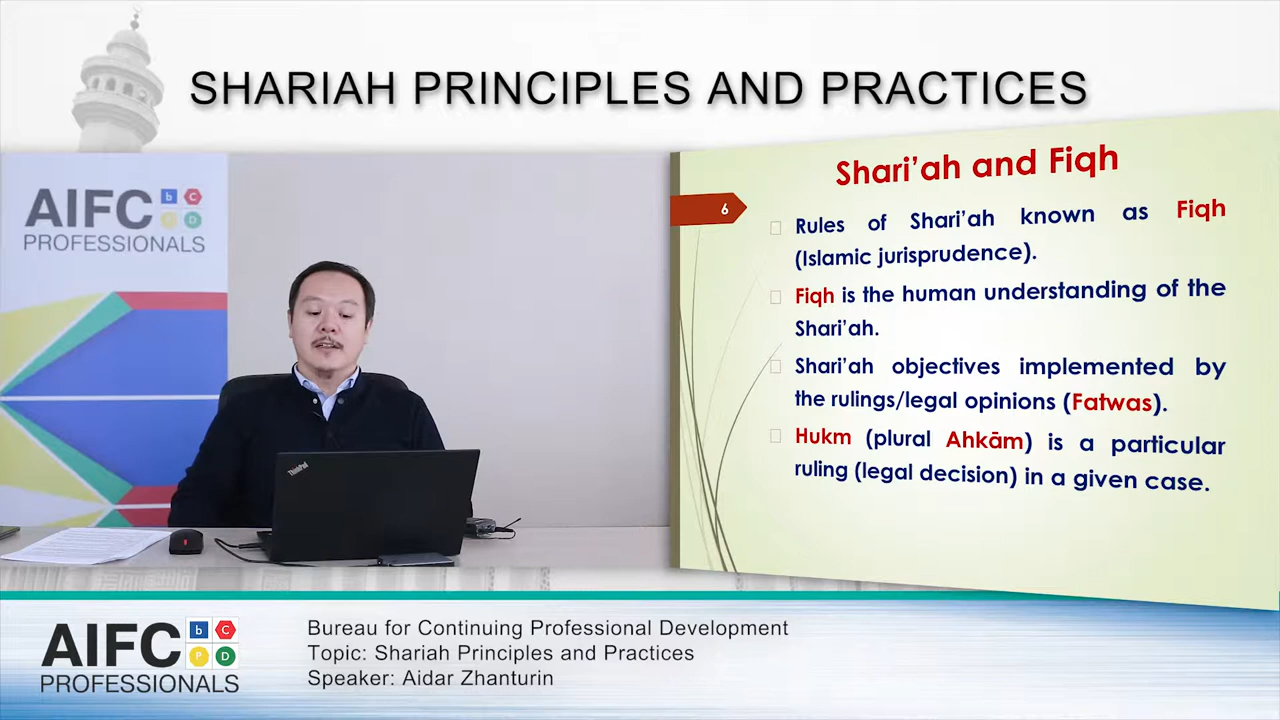 SHARIAH PRINCIPLES AND PRACTICES
AIFC
b C
P D
PROFESSIONALS
ThinkPad
Shari’ah and Fiqh
6
Rules of Shari’ah known as Fiqh
(Islamic jurisprudence).
Fiqh is the human understanding of the
Shari’ah.
Shari’ah objectives implemented by
the rulings/legal opinions (Fatwas).
Hukm (plural Ahkām) is a particular
ruling (legal decision) in a given case.
AIFC
b C
P D
PROFESSIONALS
Bureau for Continuing Professional Development
Topic: Shariah Principles and Practices
Speaker: Aidar Zhanturin